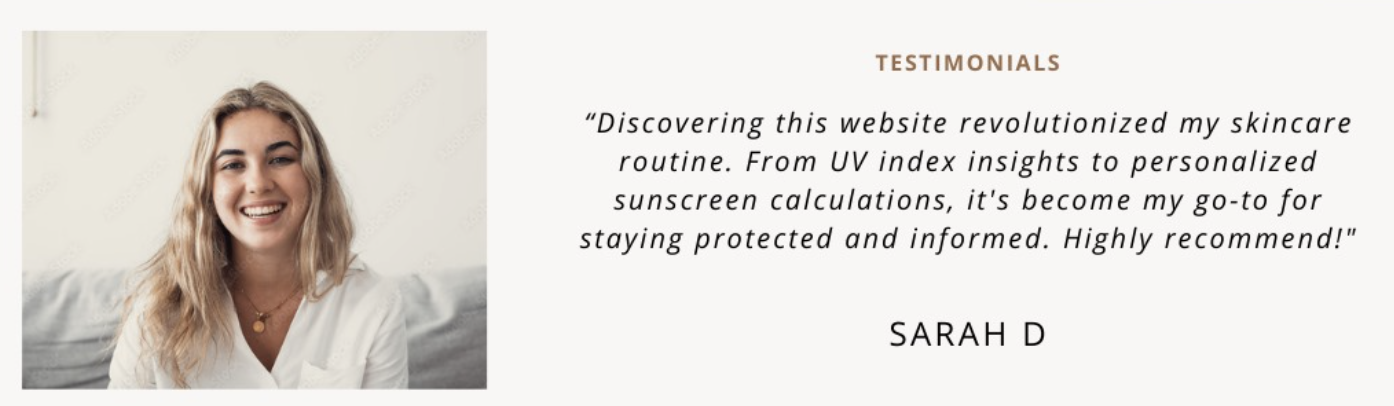 TESTIMONIALS
“Discovering this website revolutionized my skincare
routine. From UV index insights to personalized
sunscreen calculations, it's become my go-to for
staying protected and informed. Highly recommend!"
SARAH D